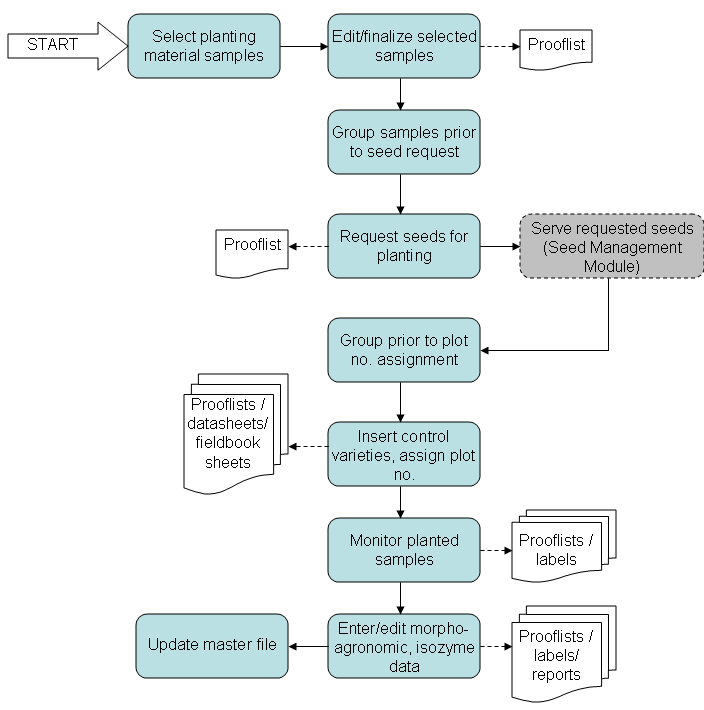 START
Select planting
material samples
Edit/finalize selected
samples
Prooflist
Group samples prior
to seed request
Prooflist
Request seeds for
planting
Serve requested seeds
(Seed Management
Module)
Group prior to plot
no. assignment
Prooflists /
datasheets/
fieldbook
sheets
Insert control
varieties, assign plot
no.
Monitor planted
samples
Prooflists /
labels
Update master file
Enter/edit morpho-
agronomic, isozyme
data
Prooflists /
labels/
reports